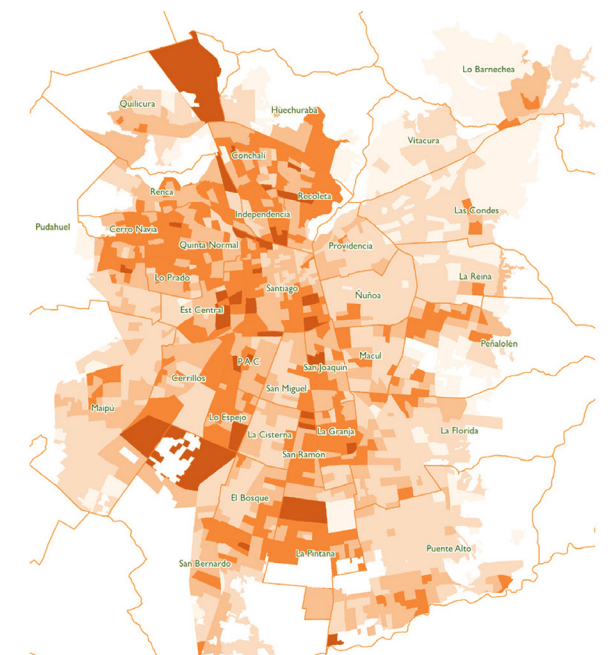 Lo Barnechea
Quilicura
Huechuraba
Vitacura
Conchalí
Renca
Recoleta
Las Condes
Independencia
Pudahuel
Cerro Navia
Quinta Normal
Providencia
Lo Prado
La Reina
Santiago
Ñuñoa
Est Central
Peñalolén
Macul
P A C
San Joaquin
Cerrillos
San Miguel
Maipú
Lo Espejo
La Cisterna
La Granja
La Florida
San Ramón
El Bosque
La Pintana
Puente Alto
San Bernardo